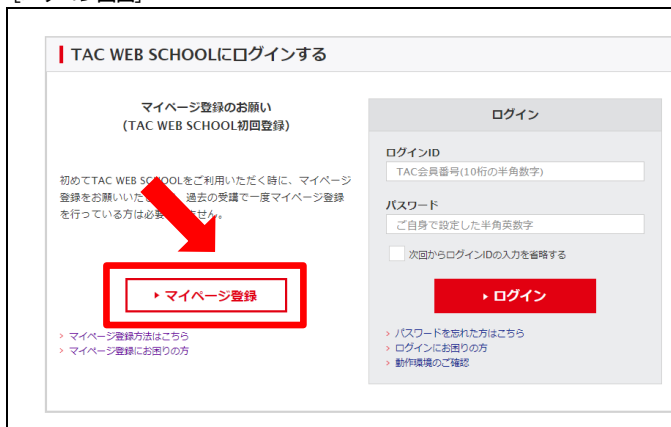 TAC WEB SCHOOLにログインする
マイページ登録のお願い
(TAC WEB SCHOOL初回登録)
初めてTAC WEB SCHOOLをご利用いただく時に、マイページ
登録をお願いいた 過去の受講で一度マイページ登録
を行っている方は必要 せん。
マイページ登録
> マイページ登録方法はこちら
> マイページ登録にお困りの方
ログイン
ログインID
TAC会員番号(10桁の半角数字)
パスワード
ご自身で設定した半角英数字
次回からログインIDの入力を省略する
ログイン
> パスワードを忘れた方はこちら
> ログインにお困りの方
> 動作環境のご確認